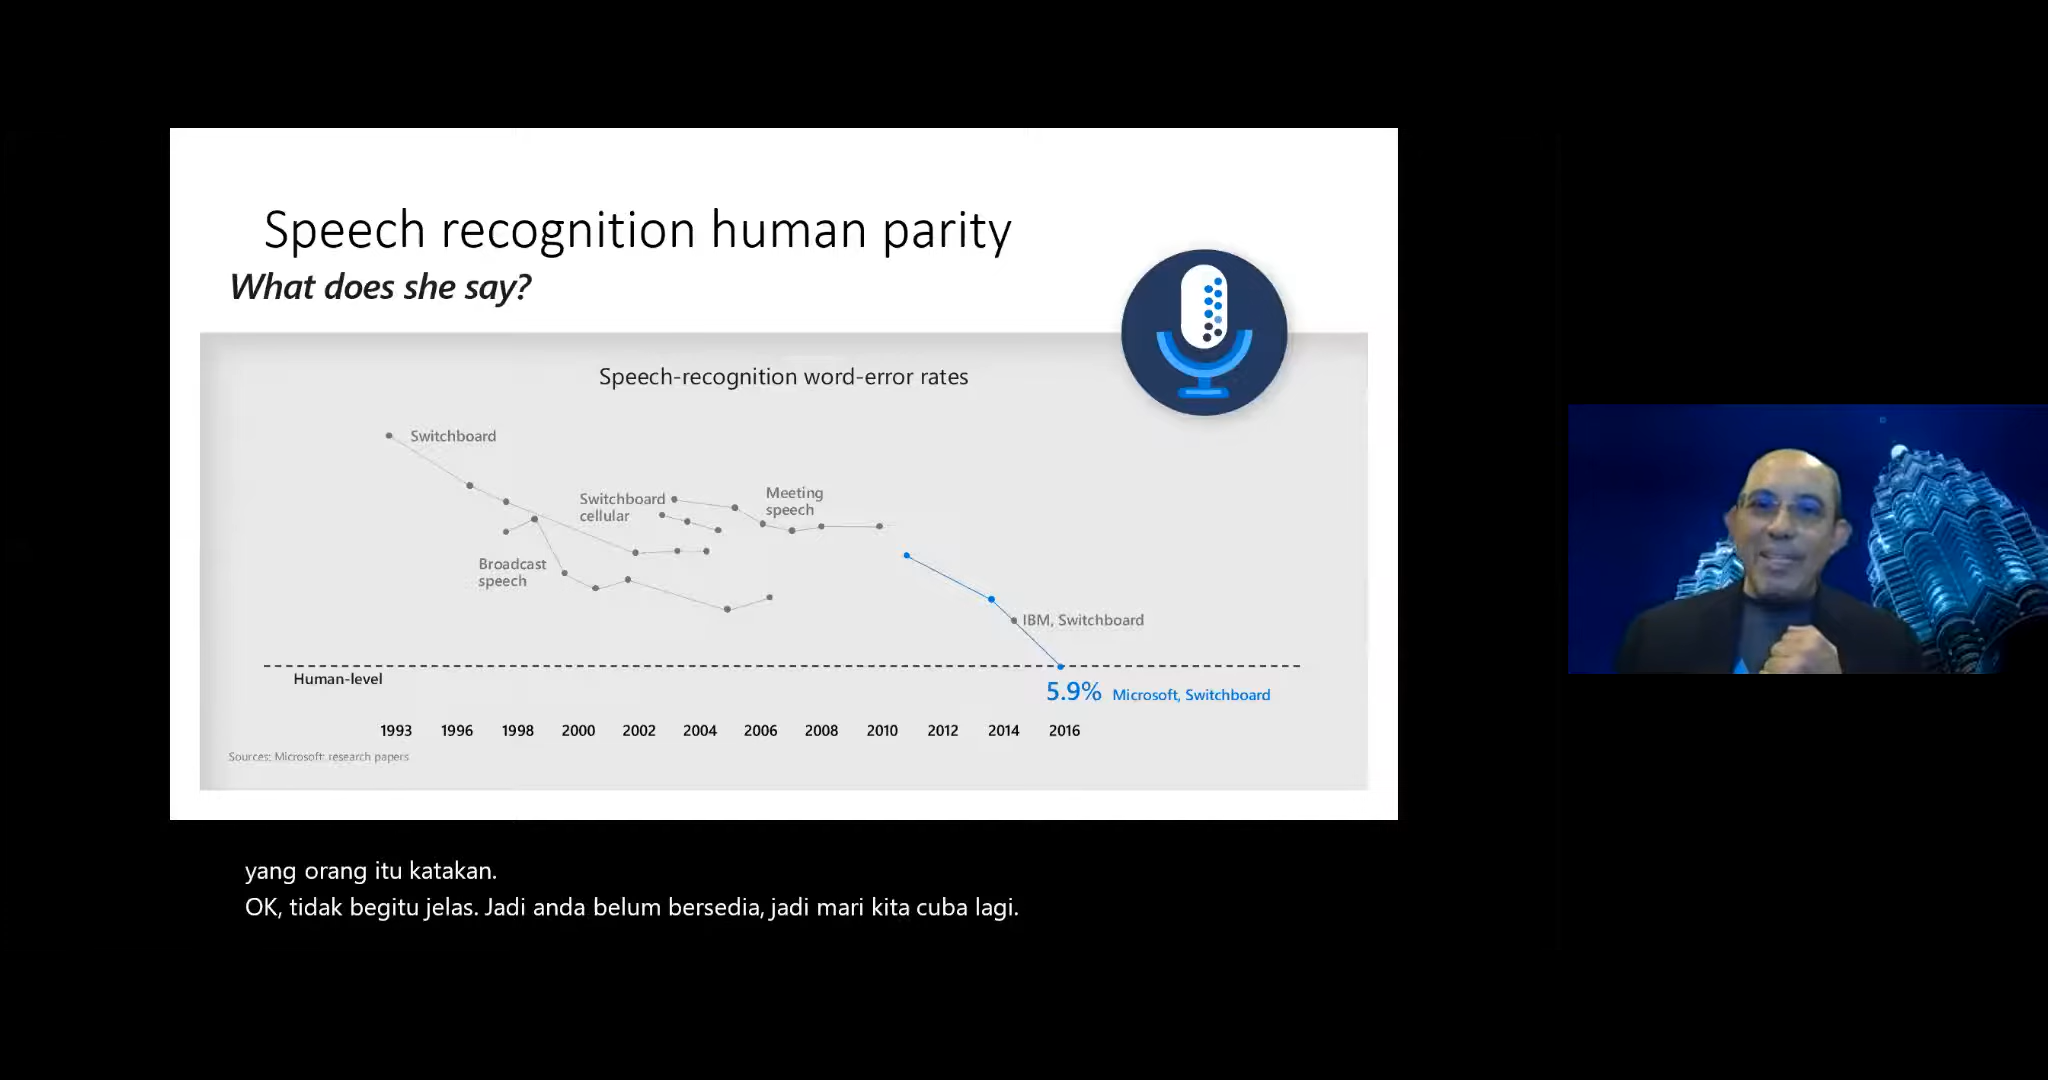 Speech recognition human parity
What does she say?
Speech-recognition word-error rates
Switchboard
Switchboard
cellular
Meeting
speech
Broadcast
speech
IBM, Switchboard
Human-level
5.9% Microsoft, Switchboard
1993 1996 1998 2000 2002 2004 2006 2008 2010 2012 2014 2016
Sources: Microsoft research papers
yang orang itu katakan.
OK, tidak begitu jelas. Jadi anda belum bersedia, jadi mari kita cuba lagi.